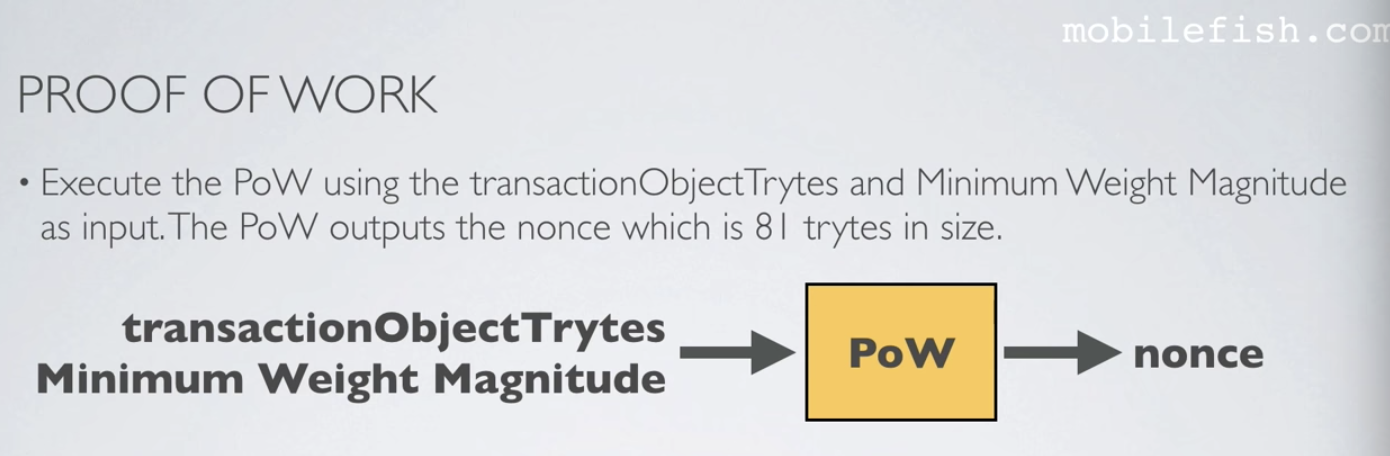 mobilefish.com
PROOF OF WORK
• Execute the PoW using the transactionObjectTrytes and Minimum Weight Magnitude
as input. The PoW outputs the nonce which is 81 trytes in size.
transactionObjectTrytes
Minimum Weight Magnitude
PoW
nonce